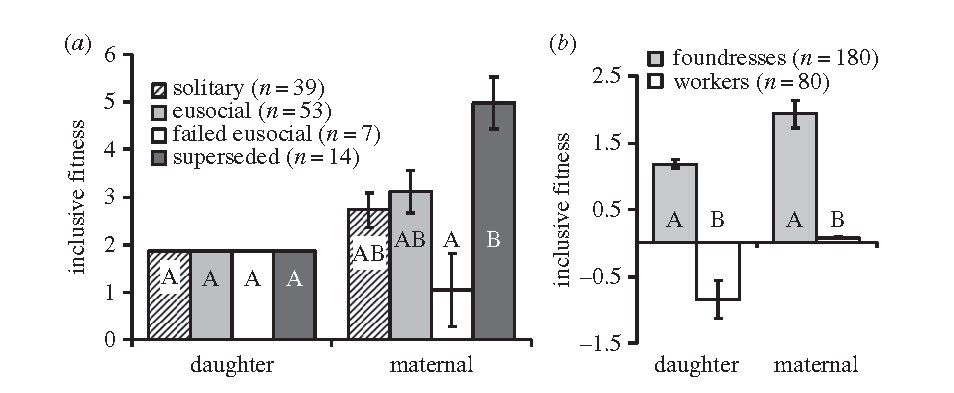 (a)
inclusive fitness
6
5
4
3
2
1
0
solitary (n = 39)
eusocial (n = 53)
failed eusocial (n = 7)
superseded (n = 14)
A A A A
AB AB A B
daughter maternal
(b)
inclusive fitness
2.5
1.5
0.5
−0.5
−1.5
foundresses (n = 180)
workers (n = 80)
A B A B
daughter maternal